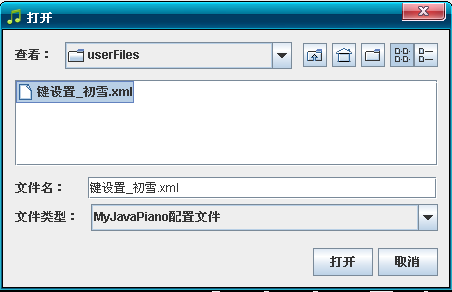 打开
查看： userFiles
键设置_初雪.xml
文件名： 键设置_初雪.xml
文件类型： MyJavaPiano配置文件
打开 取消